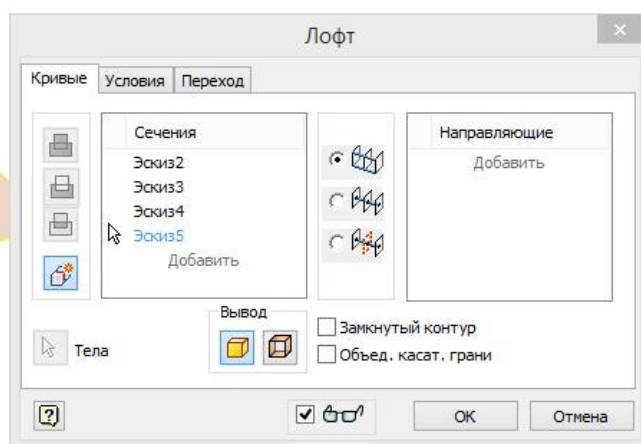 Лофт
Кривые Условия Переход
Сечения
Эскиз2
Эскиз3
Эскиз4
Эскиз5
Добавить
Направляющие
Добавить
Тела
Вывод
Замкнутый контур
Объед. касат. грани
ОК Отмена